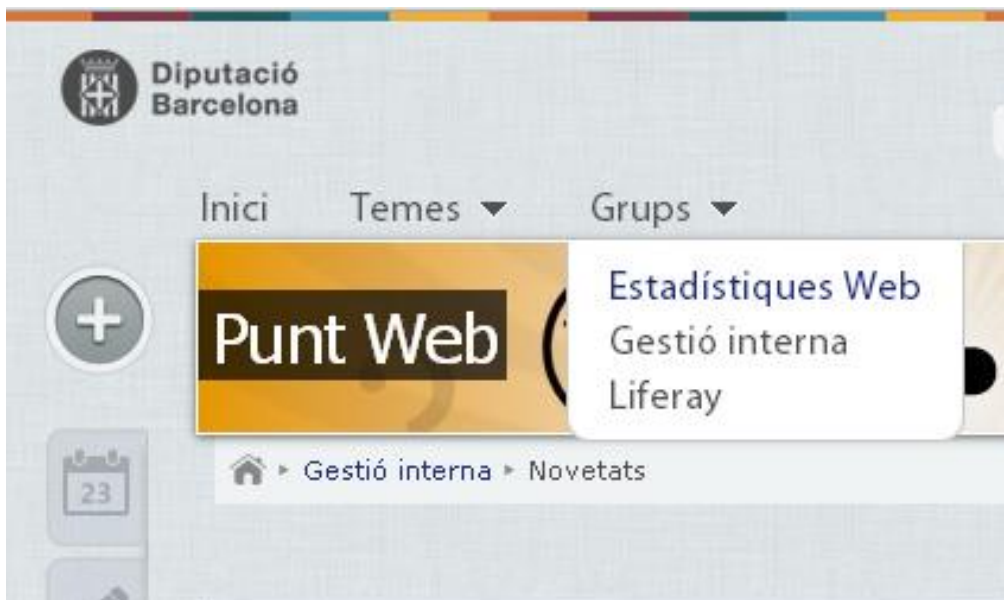 Diputació
Barcelona
Inici Temes Grups
Punt Web
Estadístiques Web
Gestió interna
Liferay
Gestió interna Novetats
23